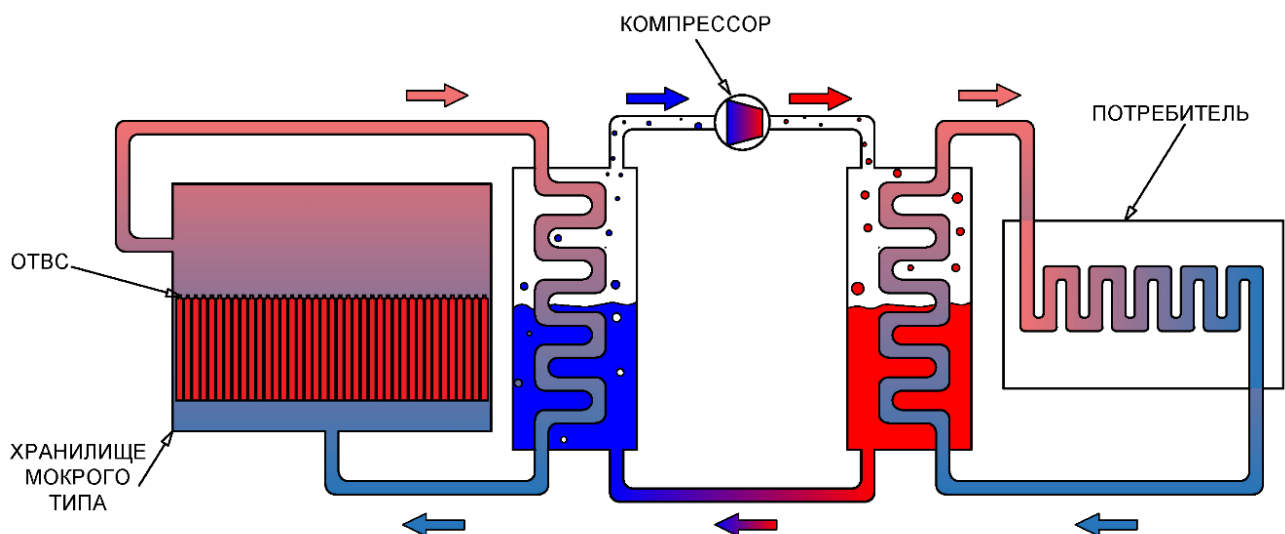 КОМПРЕССОР
ПОТРЕБИТЕЛЬ
ОТВС
ХРАНИЛИЩЕ
МОКРОГО
ТИПА